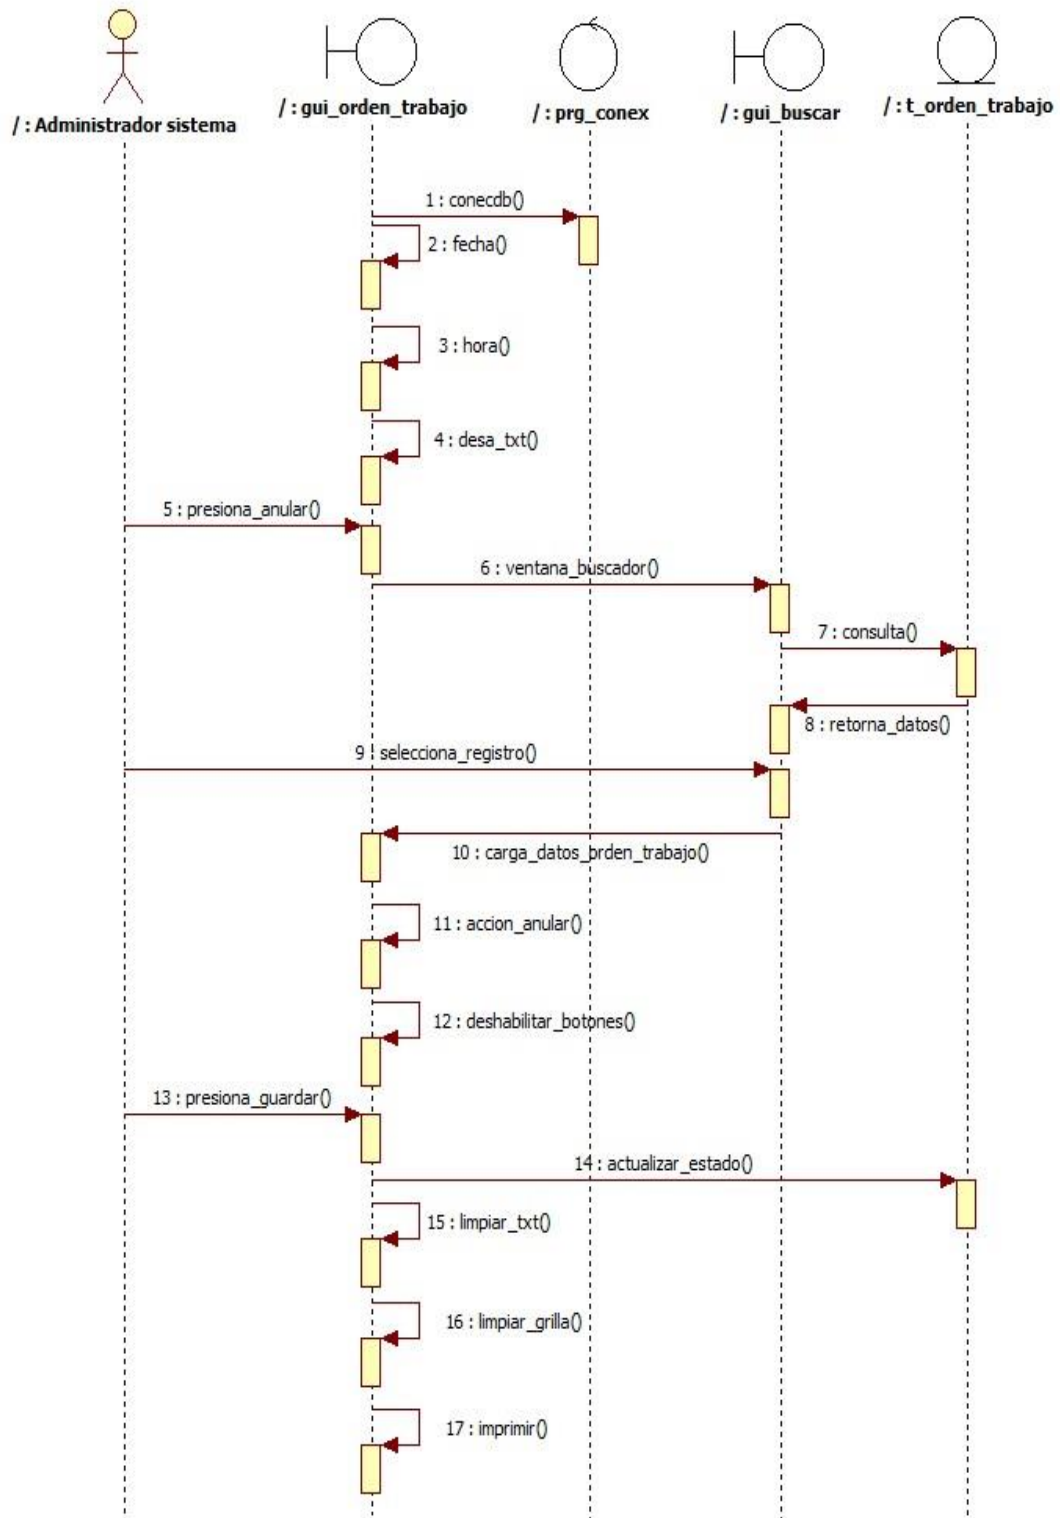 / : Administrador sistema
/ : gui_orden_trabajo
/ : prg_conex
/ : gui_buscar
/ : t_orden_trabajo
1 : conecdb()
2 : fecha()
3 : hora()
4 : desa_txt()
5 : presiona_anular()
6 : ventana_buscador()
7 : consulta()
8 : retorna_datos()
9 : selecciona_registro()
10 : carga_datos_orden_trabajo()
11 : accion_anular()
12 : deshabilitar_botones()
13 : presiona_guardar()
14 : actualizar_estado()
15 : limpiar_txt()
16 : limpiar_grilla()
17 : imprimir()